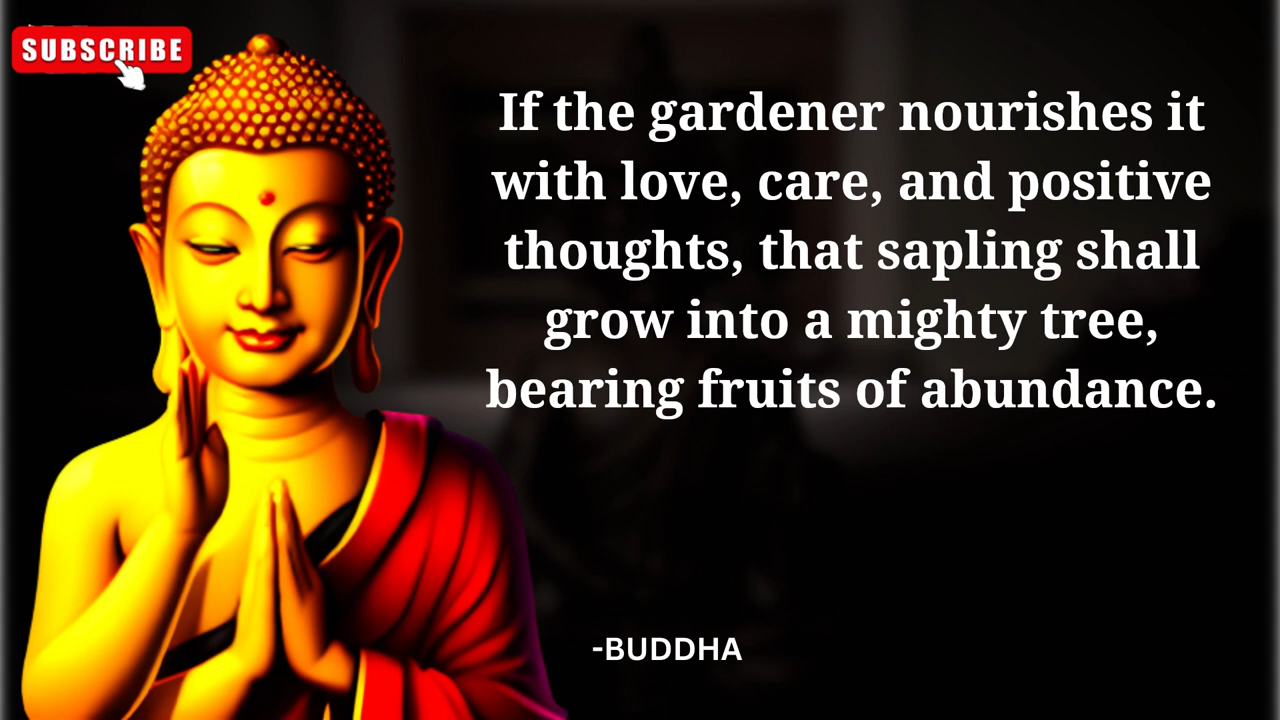 SUBSCRIBE
If the gardener nourishes it
with love, care, and positive
thoughts, that sapling shall
grow into a mighty tree,
bearing fruits of abundance.
-BUDDHA